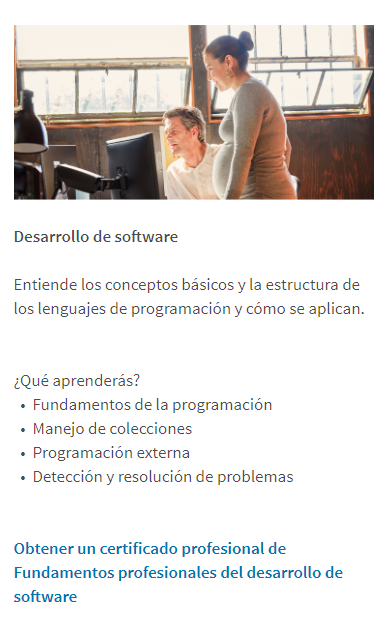 Desarrollo de software
Entiende los conceptos básicos y la estructura de
los lenguajes de programación y cómo se aplican.
¿Qué aprenderás?
• Fundamentos de la programación
• Manejo de colecciones
• Programación externa
• Detección y resolución de problemas
Obtener un certificado profesional de
Fundamentos profesionales del desarrollo de
software